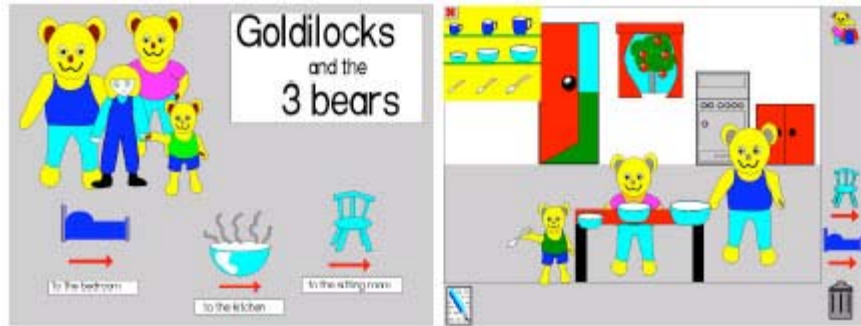 Goldilocks
and the
3 bears
To the bedroom
to the kitchen
to the sitting room